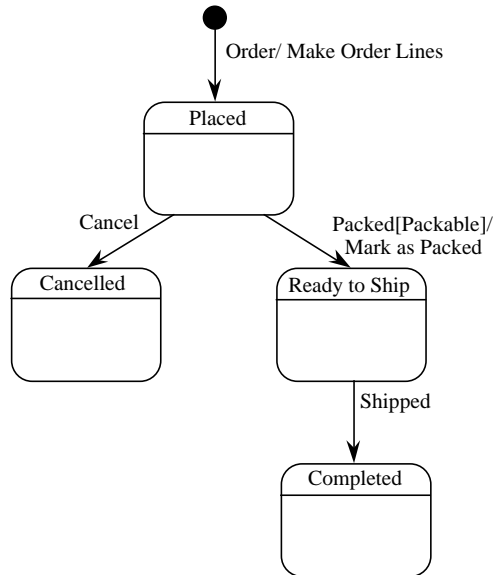 Order/ Make Order Lines
Placed
Cancel
Packed[Packable]/
Mark as Packed
Cancelled
Ready to Ship
Shipped
Completed